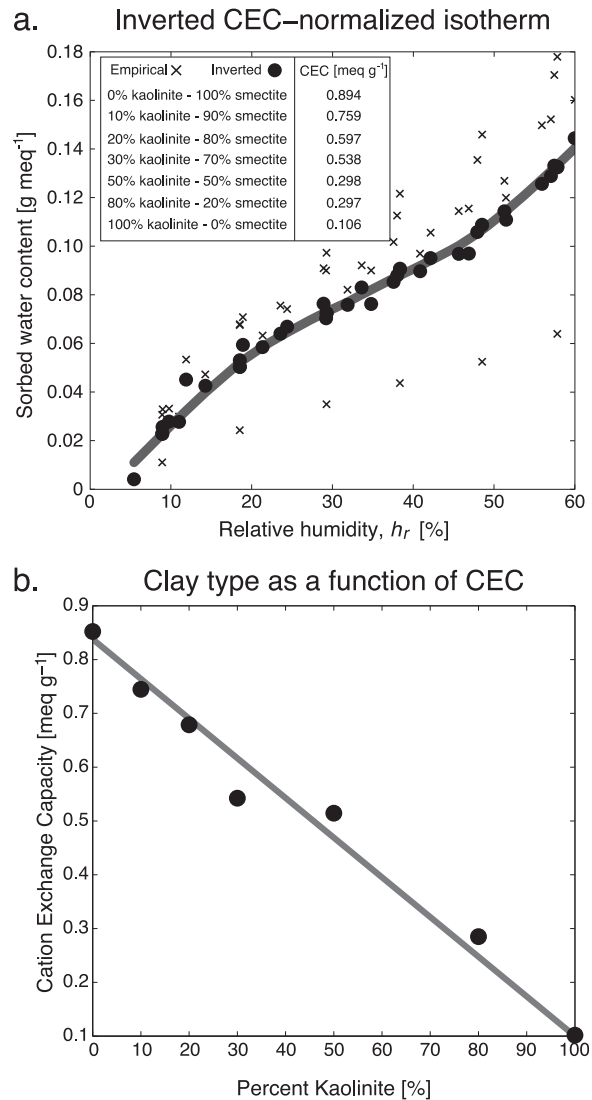 a. Inverted CEC–normalized isotherm
0.18
0.16
0.14
0.12
0.10
0.08
0.06
0.04
0.02
0
Sorbed water content [g meq⁻¹]
Empirical × Inverted ● CEC [meq g⁻¹]
0% kaolinite - 100% smectite 0.894
10% kaolinite - 90% smectite 0.759
20% kaolinite - 80% smectite 0.597
30% kaolinite - 70% smectite 0.538
50% kaolinite - 50% smectite 0.298
80% kaolinite - 20% smectite 0.297
100% kaolinite - 0% smectite 0.106
0 10 20 30 40 50 60
Relative humidity, hr [%]
b. Clay type as a function of CEC
0.9
0.8
0.7
0.6
0.5
0.4
0.3
0.2
0.1
Cation Exchange Capacity [meq g⁻¹]
0 10 20 30 40 50 60 70 80 90 100
Percent Kaolinite [%]